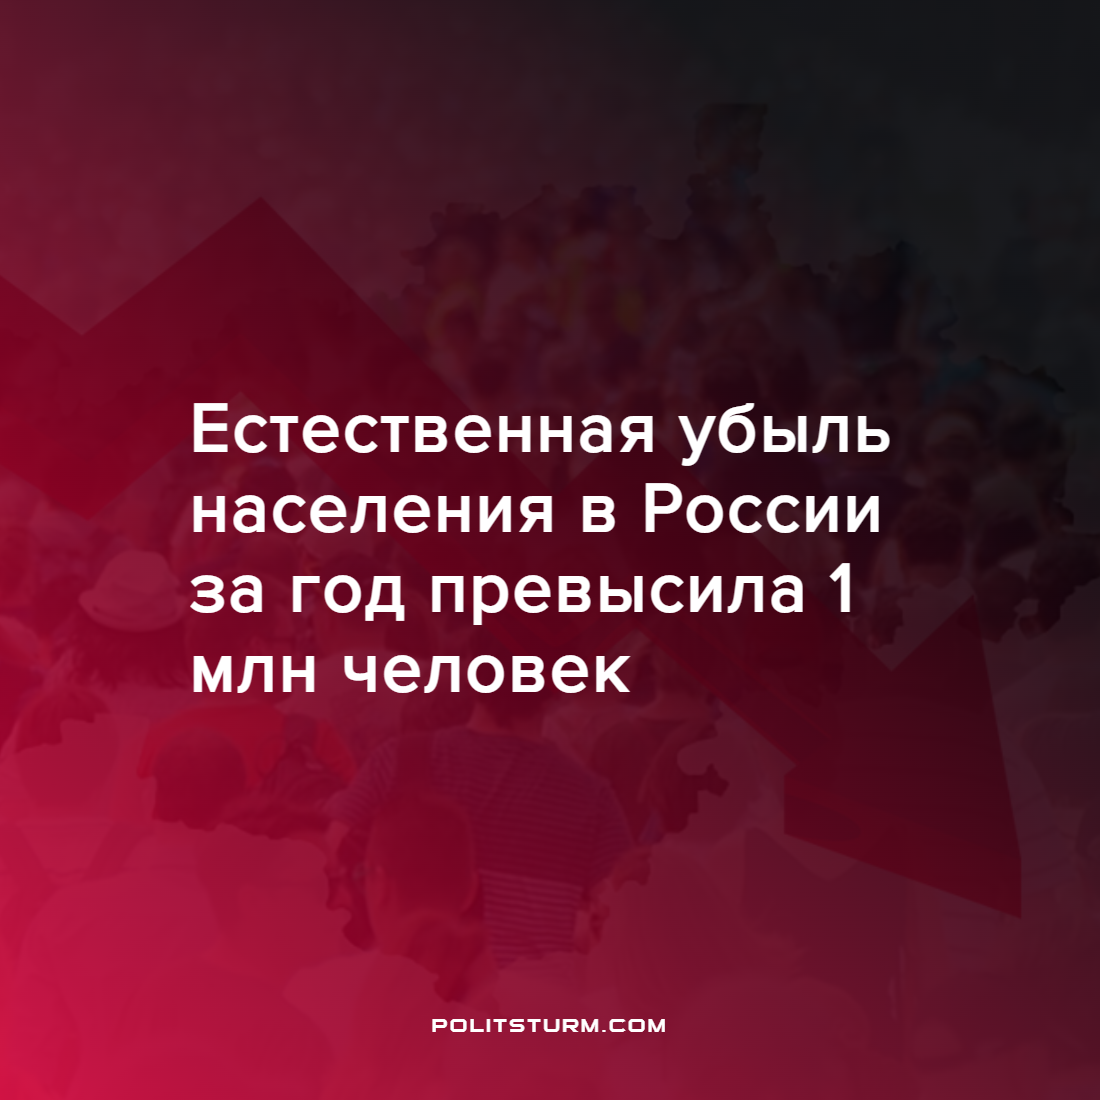 Естественная убыль
населения в России
за год превысила 1
млн человек
POLITSTURM.COM